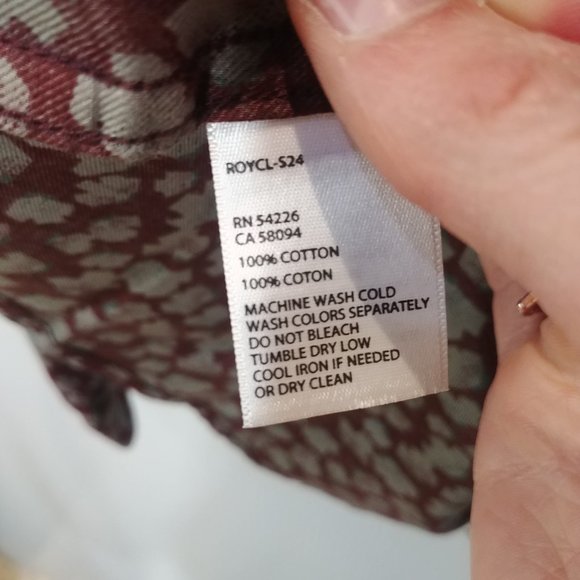 ROYCL-S24
RN 54226
CA 58094
100% COTTON
100% COTON
MACHINE WASH COLD
WASH COLORS SEPARATELY
DO NOT BLEACH
TUMBLE DRY LOW
COOL IRON IF NEEDED
OR DRY CLEAN